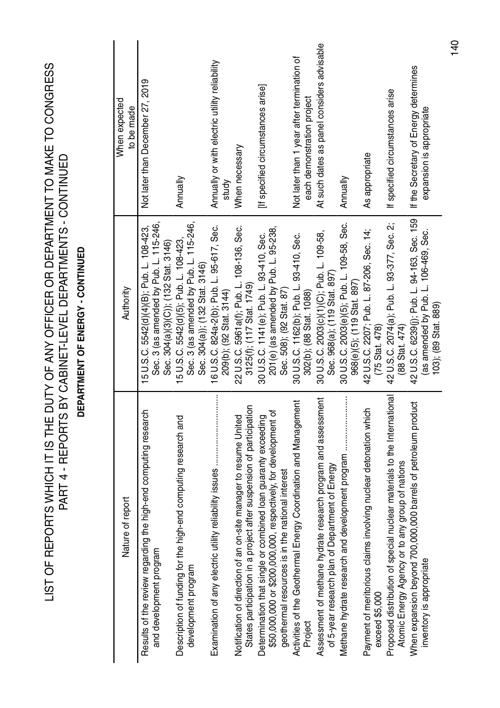 LIST OF REPORTS WHICH IT IS THE DUTY OF ANY OFFICER OR DEPARTMENT TO MAKE TO CONGRESS
PART 4 - REPORTS BY CABINET-LEVEL DEPARTMENTS - CONTINUED
DEPARTMENT OF ENERGY - CONTINUED
Nature of report
Authority
When expected
to be made
Results of the review regarding the high-end computing research
and development program
15 U.S.C. 5542(d)(4)(B); Pub. L. 108-423,
Sec. 3 (as amended by Pub. L. 115-246,
Sec. 304(a)(3)(C)); (132 Stat. 3146)
Not later than December 27, 2019
Description of funding for the high-end computing research and
development program
15 U.S.C. 5542(d)(5); Pub. L. 108-423,
Sec. 3 (as amended by Pub. L. 115-246,
Sec. 304(a)); (132 Stat. 3146)
Annually
Examination of any electric utility reliability issues
16 U.S.C. 824a-2(b); Pub. L. 95-617, Sec.
209(b); (92 Stat. 3144)
Annually or with electric utility reliability
study
Notification of direction of an on-site manager to resume United
States participation in a project after suspension of participation
22 U.S.C. 5961(f); Pub. L. 108-136, Sec.
3125(f); (117 Stat. 1749)
When necessary
Determination that single or combined loan guaranty exceeding
$50,000,000 or $200,000,000, respectively, for development of
geothermal resources is in the national interest
30 U.S.C. 1141(e); Pub. L. 93-410, Sec.
201(e) (as amended by Pub. L. 95-238,
Sec. 508); (92 Stat. 87)
[If specified circumstances arise]
Activities of the Geothermal Energy Coordination and Management
Project
30 U.S.C. 1162(b); Pub. L. 93-410, Sec.
302(b); (88 Stat. 1088)
Not later than 1 year after termination of
each demonstration project
Assessment of methane hydrate research program and assessment
of 5-year research plan of Department of Energy
30 U.S.C. 2003(c)(1)(C); Pub. L. 109-58,
Sec. 968(a); (119 Stat. 897)
At such dates as panel considers advisable
Methane hydrate research and development program
30 U.S.C. 2003(e)(5); Pub. L. 109-58, Sec.
968(e)(5); (119 Stat. 897)
Annually
Payment of meritorious claims involving nuclear detonation which
exceed $5,000
42 U.S.C. 2207; Pub. L. 87-206, Sec. 14;
(75 Stat. 478)
As appropriate
Proposed distribution of special nuclear materials to the International
Atomic Energy Agency or to any group of nations
42 U.S.C. 2074(a); Pub. L. 93-377, Sec. 2;
(88 Stat. 474)
If specified circumstances arise
When expansion beyond 700,000,000 barrels of petroleum product
inventory is appropriate
42 U.S.C. 6239(j); Pub. L. 94-163, Sec. 159
(as amended by Pub. L. 106-469, Sec.
103); (89 Stat. 889)
If the Secretary of Energy determines
expansion is appropriate
140